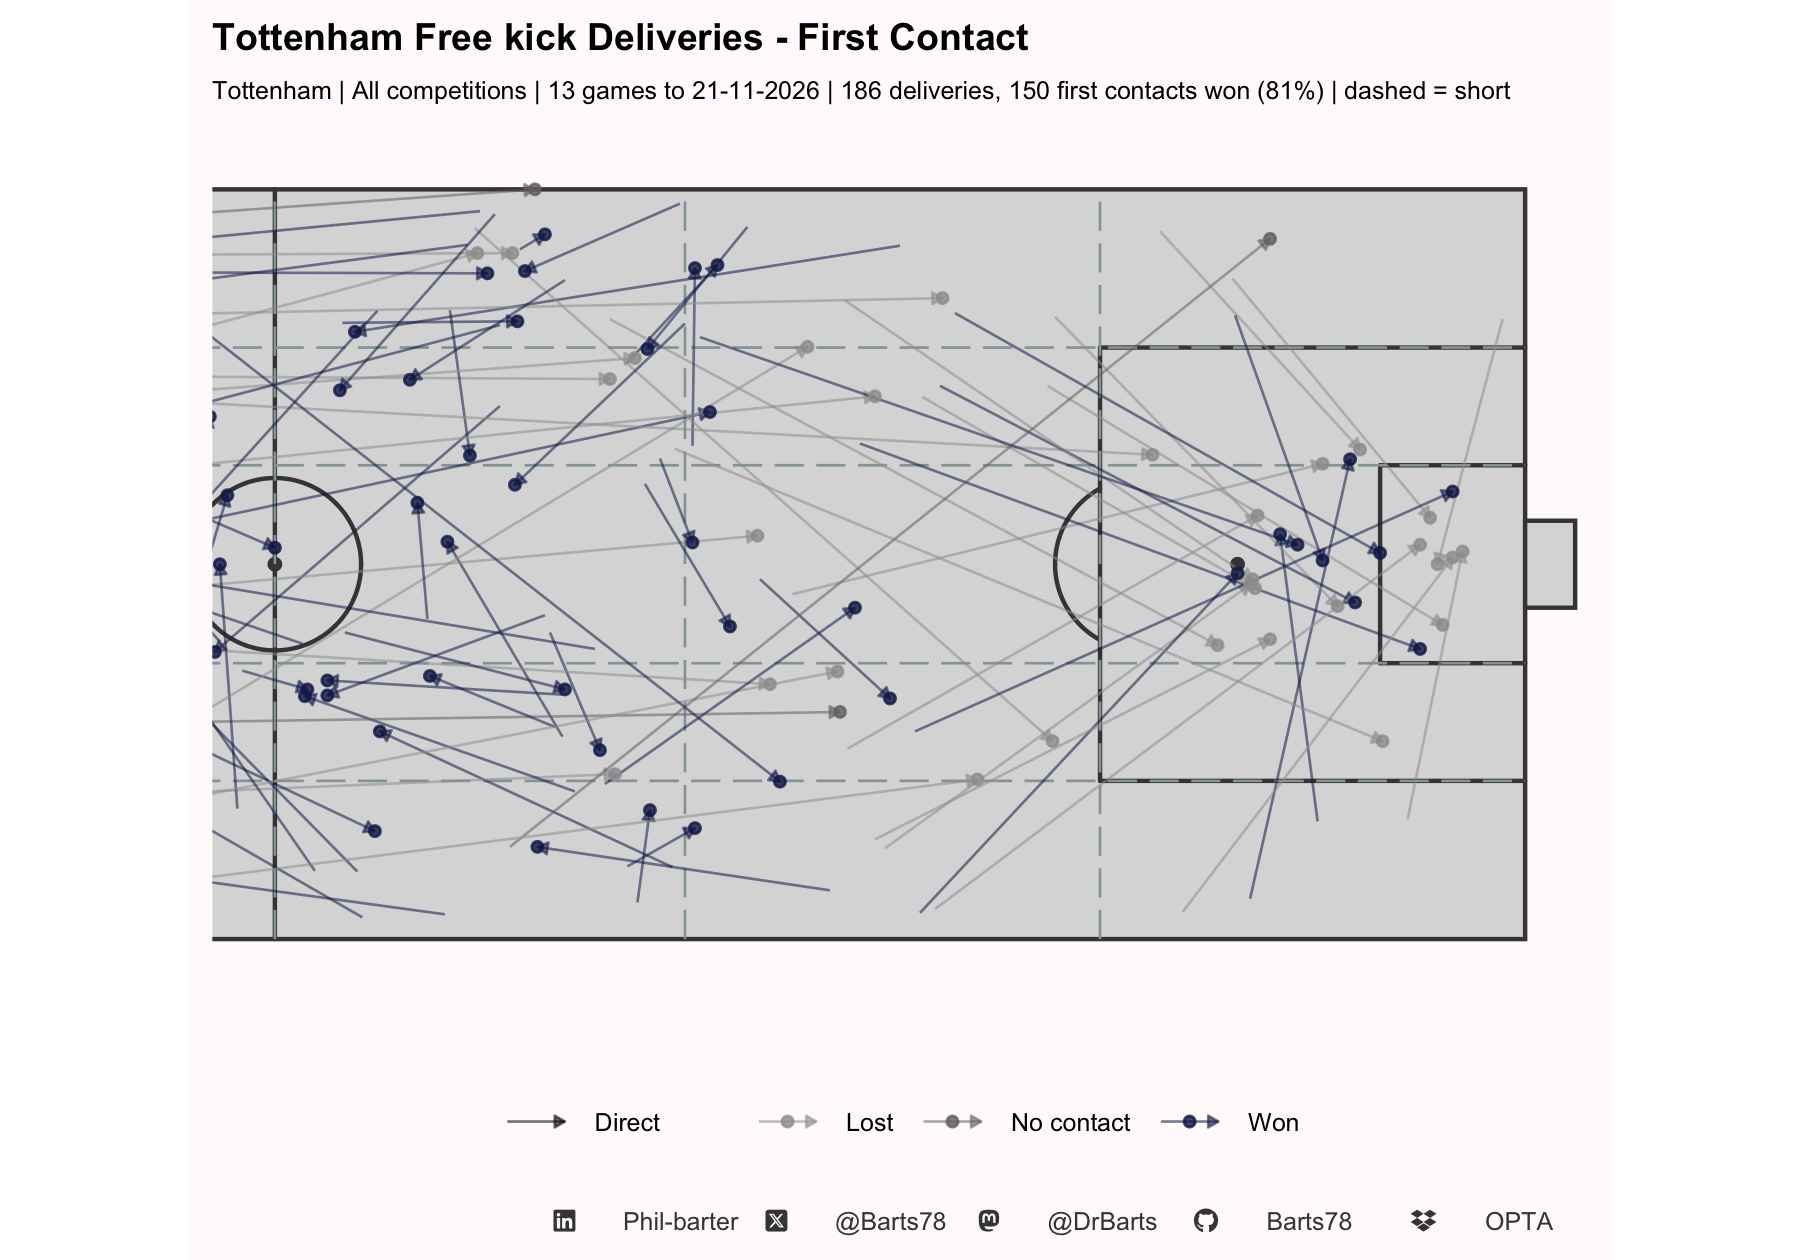 Tottenham Free kick Deliveries - First Contact
Tottenham | All competitions | 13 games to 21-11-2026 | 186 deliveries, 150 first contacts won (81%) | dashed = short
Direct Lost No contact Won
Phil-barter @Barts78 @DrBarts Barts78 OPTA